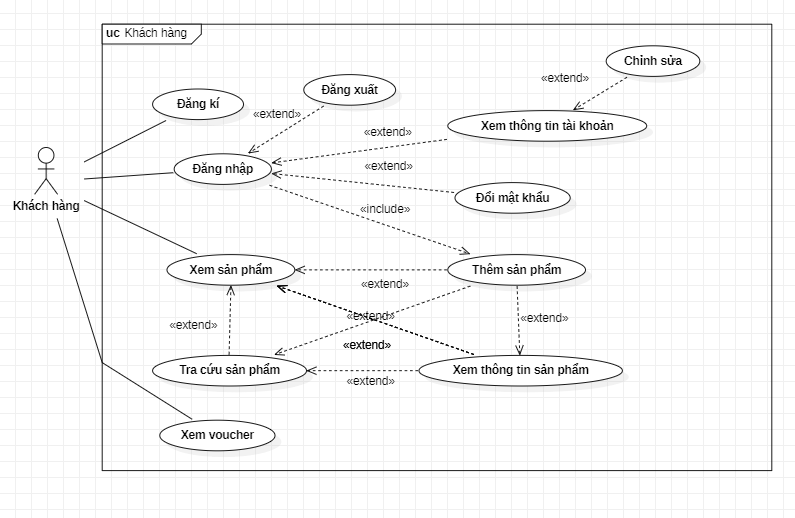 uc Khách hàng
Chỉnh sửa
«extend»
Đăng xuất
Đăng kí
«extend»
Xem thông tin tài khoản
«extend»
Đăng nhập
«extend»
Đổi mật khẩu
Khách hàng
«include»
Xem sản phẩm
Thêm sản phẩm
«extend»
«extend»
«extend»
«extend»
«extend»
Tra cứu sản phẩm
Xem thông tin sản phẩm
«extend»
Xem voucher